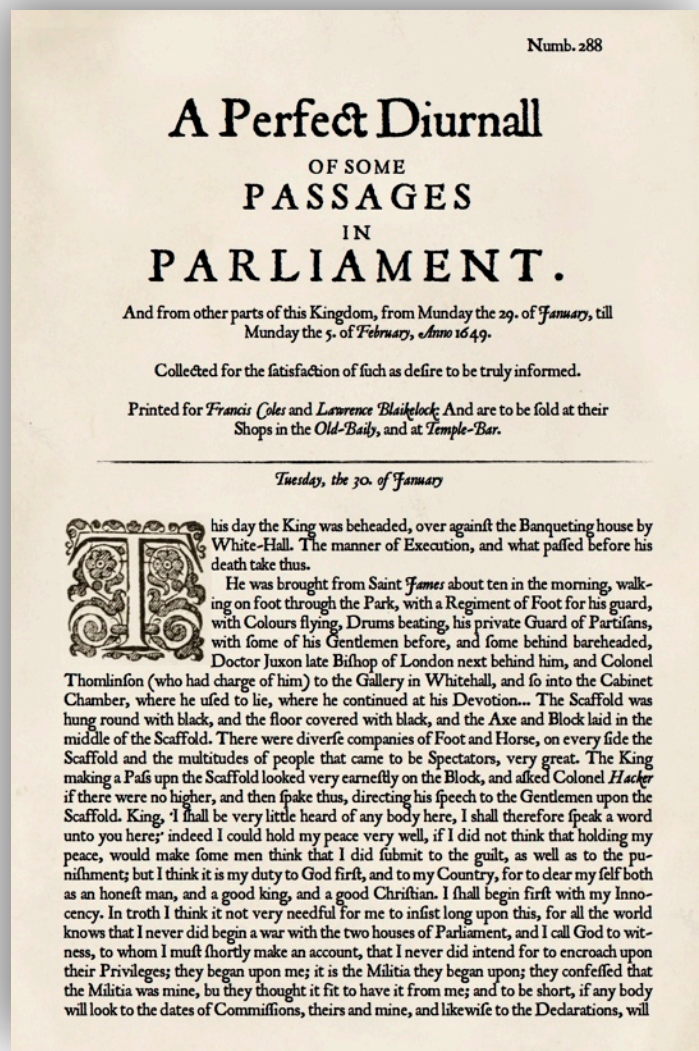 Numb. 288
A Perfect Diurnall
OF SOME
PASSAGES
IN
PARLIAMENT.
And from other parts of this Kingdom, from Munday the 29. of January, till
Munday the 5. of February, Anno 1649.
Collected for the ſatisfaction of ſuch as deſire to be truly informed.
Printed for Francis Coles and Lawrence Blaikelock; And are to be ſold at their
Shops in the Old-Baily, and at Temple-Bar.
Tuesday, the 30. of January
This day the King was beheaded, over againſt the Banqueting house by
White-Hall. The manner of Execution, and what paſſed before his
death take thus.
He was brought from Saint James about ten in the morning, walk-
ing on foot through the Park, with a Regiment of Foot for his guard,
with Colours flying, Drums beating, his private Guard of Partiſans,
with ſome of his Gentlemen before, and ſome behind bareheaded,
Doctor Juxon late Biſhop of London next behind him, and Colonel
Thomlinſon (who had charge of him) to the Gallery in Whitehall, and ſo into the Cabinet
Chamber, where he uſed to lie, where he continued at his Devotion... The Scaffold was
hung round with black, and the floor covered with black, and the Axe and Block laid in the
middle of the Scaffold. There were diverſe companies of Foot and Horse, on every ſide the
Scaffold and the multitudes of people that came to be Spectators, very great. The King
making a Paſs upn the Scaffold looked very earneſtly on the Block, and aſked Colonel Hacker
if there were no higher, and then ſpake thus, directing his ſpeech to the Gentlemen upon the
Scaffold. King, 'I ſhall be very little heard of any body here, I shall therefore ſpeak a word
unto you here;' indeed I could hold my peace very well, if I did not think that holding my
peace, would make ſome men think that I did ſubmit to the guilt, as well as to the pu-
niſhment; but I think it is my duty to God firſt, and to my Country, for to clear my ſelf both
as an honeſt man, and a good king, and a good Chriſtian. I ſhall begin firſt with my Inno-
cency. In troth I think it not very needful for me to inſist long upon this, for all the world
knows that I never did begin a war with the two houses of Parliament, and I call God to wit-
ness, to whom I muſt ſhortly make an account, that I never did intend for to encroach upon
their Privileges; they began upon me; it is the Militia they began upon; they confeſſed that
the Militia was mine, bu they thought it fit to have it from me; and to be short, if any body
will look to the dates of Commiſſions, theirs and mine, and likewiſe to the Declarations, will